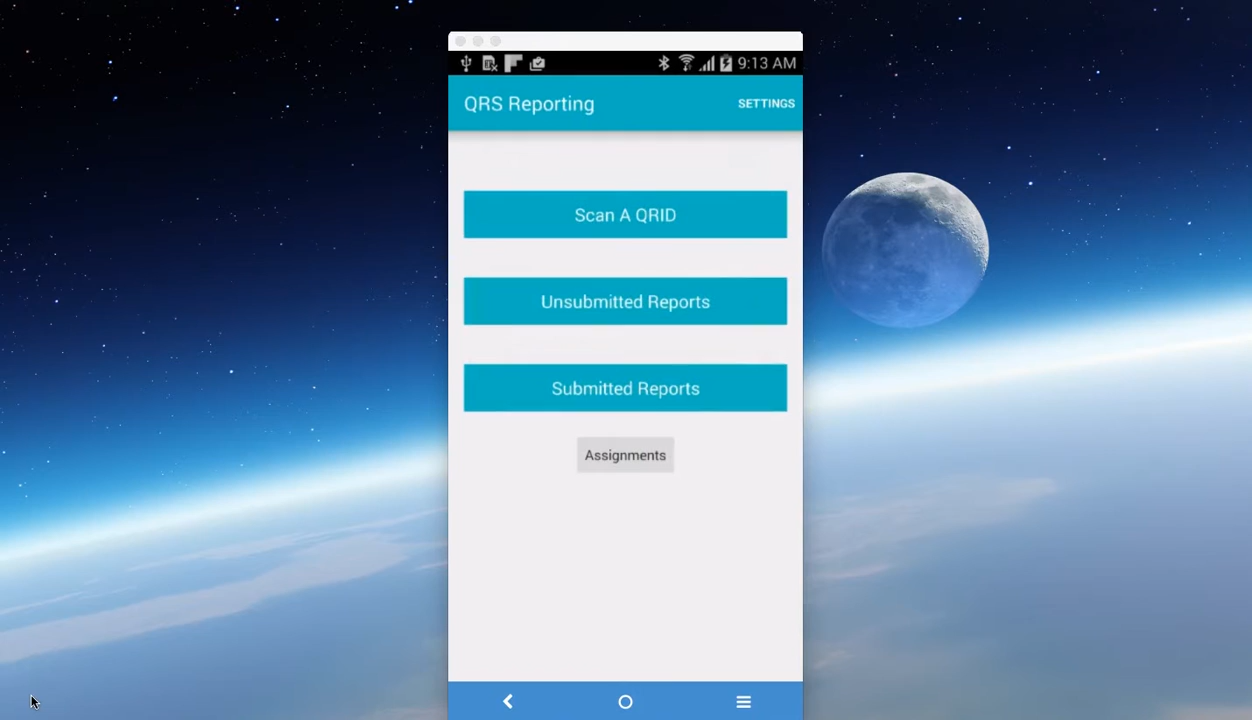 9:13 AM
QRS Reporting
SETTINGS
Scan A QRID
Unsubmitted Reports
Submitted Reports
Assignments